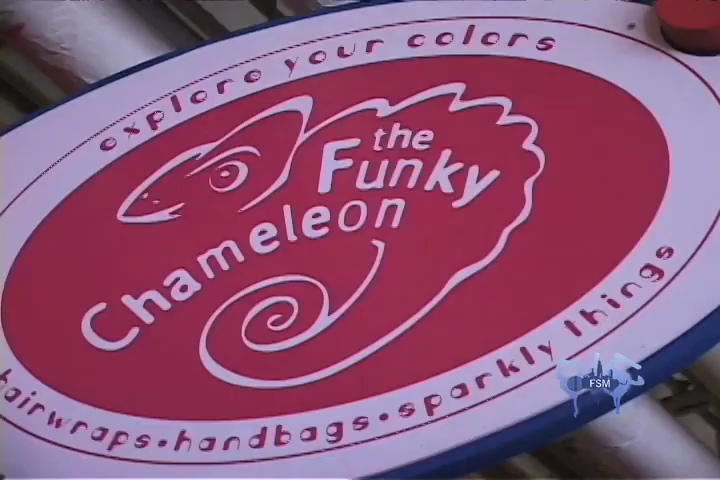 explore your colors
the
Funky
Chameleon
hairwraps • handbags • sparkly things
FSM